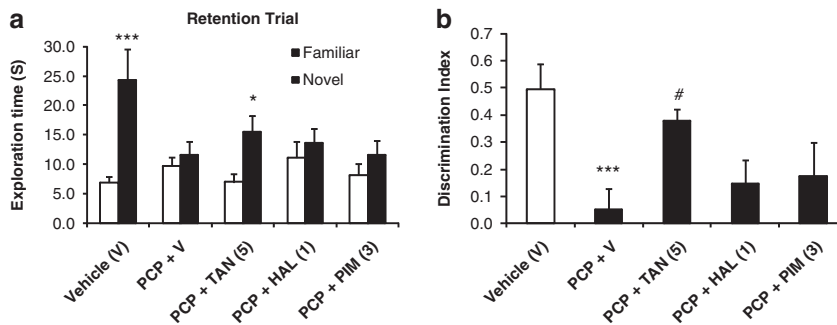 a
Retention Trial
Exploration time (S)
30.0
25.0
20.0
15.0
10.0
5.0
0.0
***
*
Familiar
Novel
Vehicle (V)
PCP + V
PCP + TAN (5)
PCP + HAL (1)
PCP + PIM (3)
b
Discrimination Index
0.7
0.6
0.5
0.4
0.3
0.2
0.1
0.0
***
#
Vehicle (V)
PCP + V
PCP + TAN (5)
PCP + HAL (1)
PCP + PIM (3)